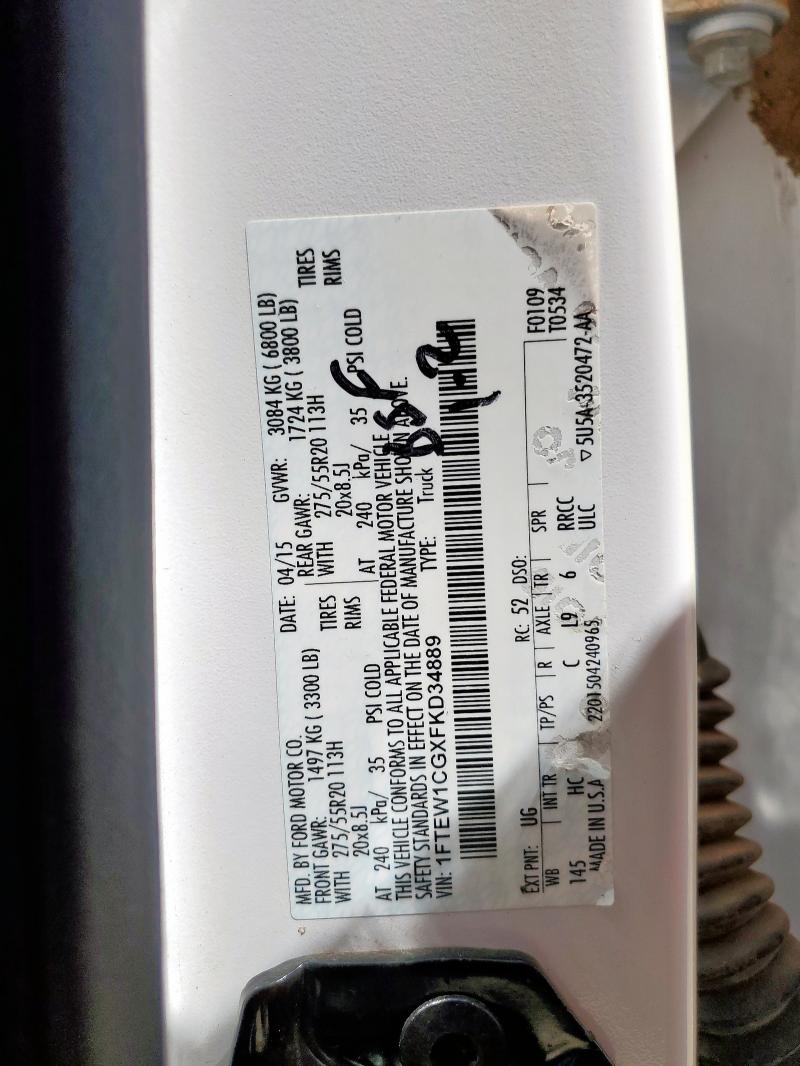 MFD. BY FORD MOTOR CO.
DATE: 04/15
GVWR: 3084 KG ( 6800 LB)
FRONT GAWR: 1497 KG ( 3300 LB)
REAR GAWR: 1724 KG ( 3800 LB)
WITH 275/55R20 113H TIRES
WITH 275/55R20 113H TIRES
20x8.5J RIMS
20x8.5J RIMS
AT 240 kPa/ 35 PSI COLD
AT 240 kPa/ 35 PSI COLD
THIS VEHICLE CONFORMS TO ALL APPLICABLE FEDERAL MOTOR VEHICLE
SAFETY STANDARDS IN EFFECT ON THE DATE OF MANUFACTURE SHOWN ABOVE.
VIN: 1FTEW1CGXFKD34889
TYPE: Truck
1-2
EXT PNT: UG RC: 52 DSO:
WB INT TR TP/PS R AXLE TR SPR F0109
145 HC C L9 6 RRCC T0534
MADE IN U.S.A 2201504240965 ULC ▽5U5A-3520472-AA